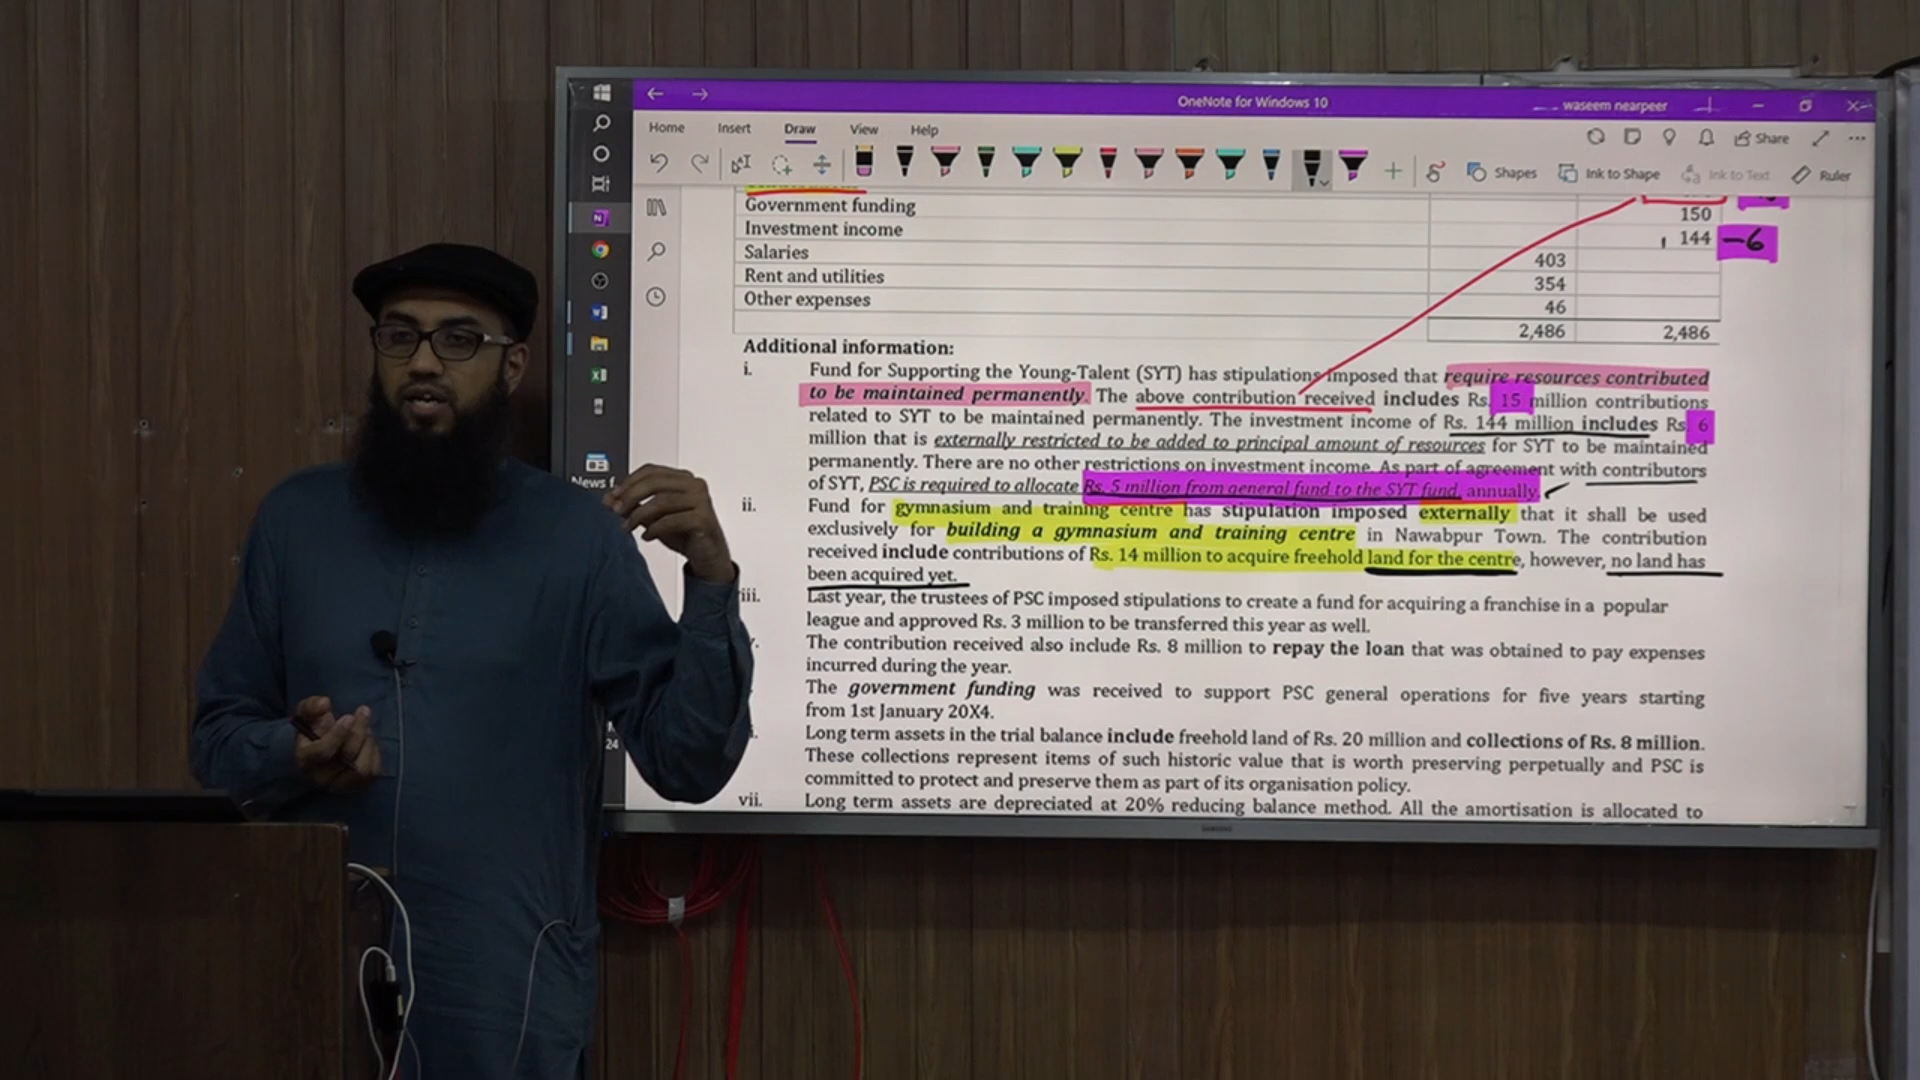 OneNote for Windows 10
waseem nearpeer
Home Insert Draw View Help
Share
Shapes Ink to Shape Ink to Text Ruler
Government funding 150
Investment income 144 -6
Salaries 403
Rent and utilities 354
Other expenses 46
2,486 2,486
Additional information:
i. Fund for Supporting the Young-Talent (SYT) has stipulations imposed that require resources contributed
to be maintained permanently. The above contribution received includes Rs. 15 million contributions
related to SYT to be maintained permanently. The investment income of Rs. 144 million includes Rs. 6
million that is externally restricted to be added to principal amount of resources for SYT to be maintained
permanently. There are no other restrictions on investment income. As part of agreement with contributors
of SYT, PSC is required to allocate Rs. 5 million from general fund to the SYT fund, annually.
ii. Fund for gymnasium and training centre has stipulation imposed externally that it shall be used
exclusively for building a gymnasium and training centre in Nawabpur Town. The contribution
received include contributions of Rs. 14 million to acquire freehold land for the centre, however, no land has
been acquired yet.
iii. Last year, the trustees of PSC imposed stipulations to create a fund for acquiring a franchise in a popular
league and approved Rs. 3 million to be transferred this year as well.
The contribution received also include Rs. 8 million to repay the loan that was obtained to pay expenses
incurred during the year.
The government funding was received to support PSC general operations for five years starting
from 1st January 20X4.
Long term assets in the trial balance include freehold land of Rs. 20 million and collections of Rs. 8 million.
These collections represent items of such historic value that is worth preserving perpetually and PSC is
committed to protect and preserve them as part of its organisation policy.
vii. Long term assets are depreciated at 20% reducing balance method. All the amortisation is allocated to
News f
24